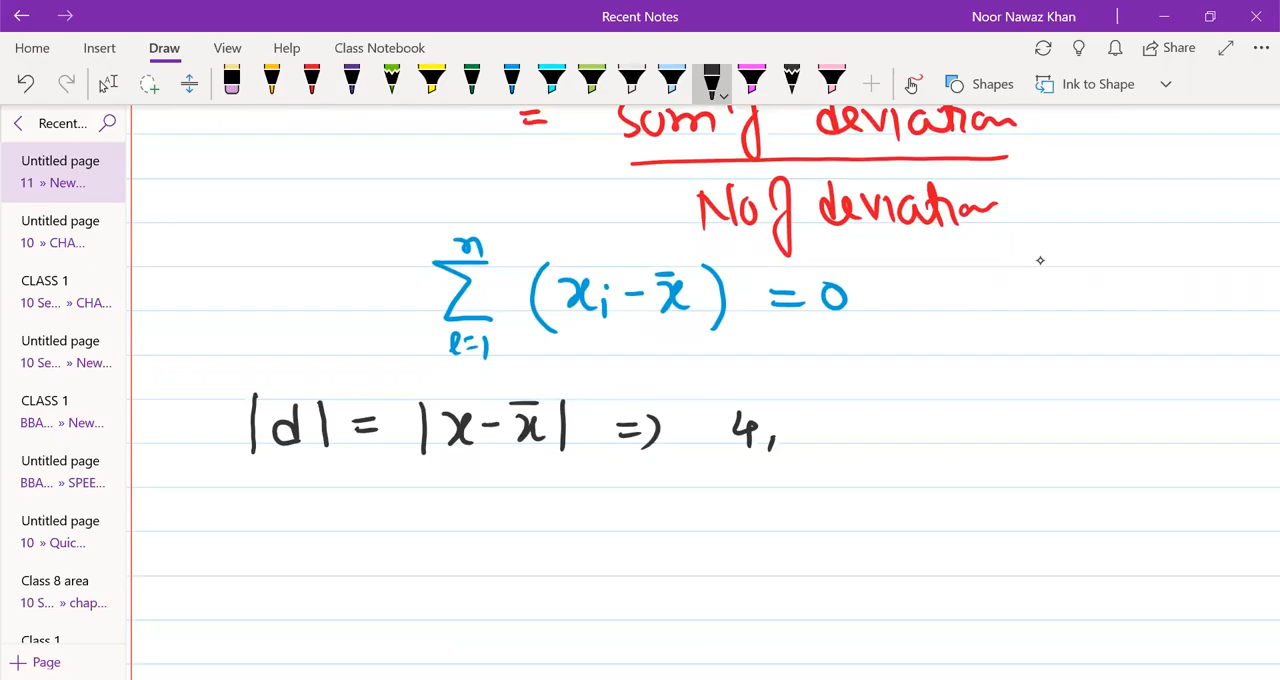 Recent Notes
Noor Nawaz Khan
Home Insert Draw View Help Class Notebook
Share
Shapes
Ink to Shape
Recent...
Untitled page
11 » New...
Untitled page
10 » CHA...
CLASS 1
10 Se... » CHA...
Untitled page
10 Se... » New...
CLASS 1
BBA... » New...
Untitled page
BBA... » SPEE...
Untitled page
10 » Quic...
Class 8 area
10 S... » chap...
Class 1
Page
= Sum of deviation
No of deviation
n
∑ (xᵢ - x̄) = 0
i=1
|d| = |x - x̄| => 4,